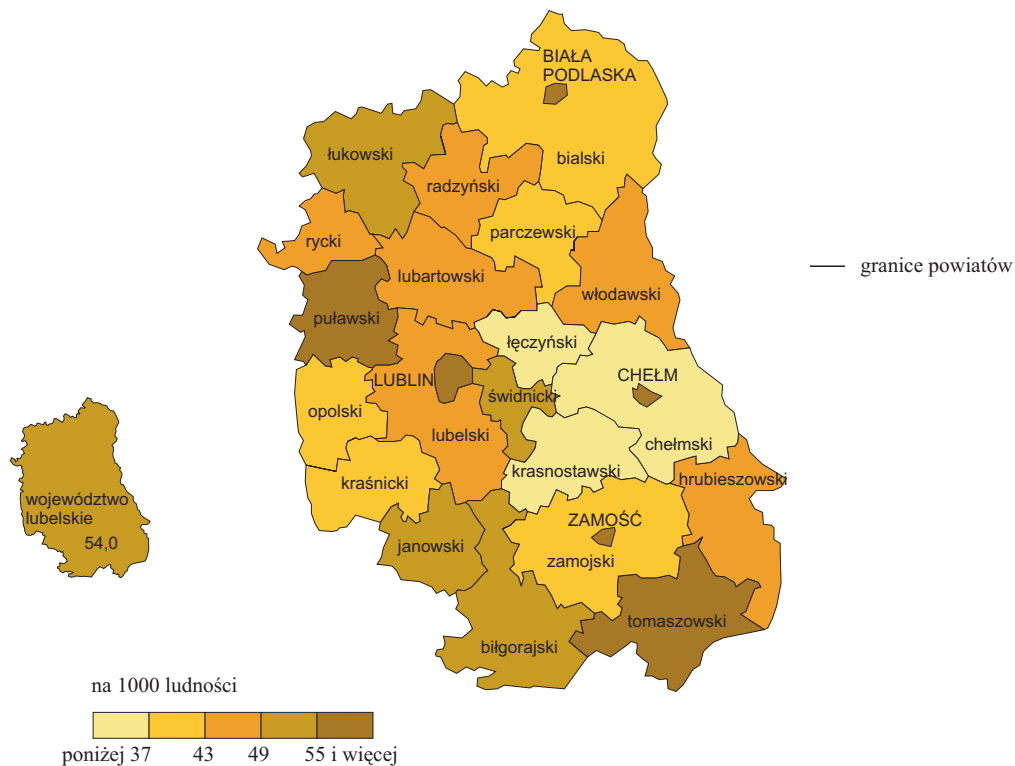 BIAŁA
PODLASKA
bialski
łukowski
radzyński
parczewski
rycki
lubartowski
włodawski
granice powiatów
puławski
łęczyński
LUBLIN
świdnicki
CHEŁM
opolski
lubelski
chełmski
kraśnicki
krasnostawski
hrubieszowski
województwo
lubelskie
54,0
ZAMOŚĆ
janowski
zamojski
tomaszowski
biłgorajski
na 1000 ludności
poniżej 37 43 49 55 i więcej